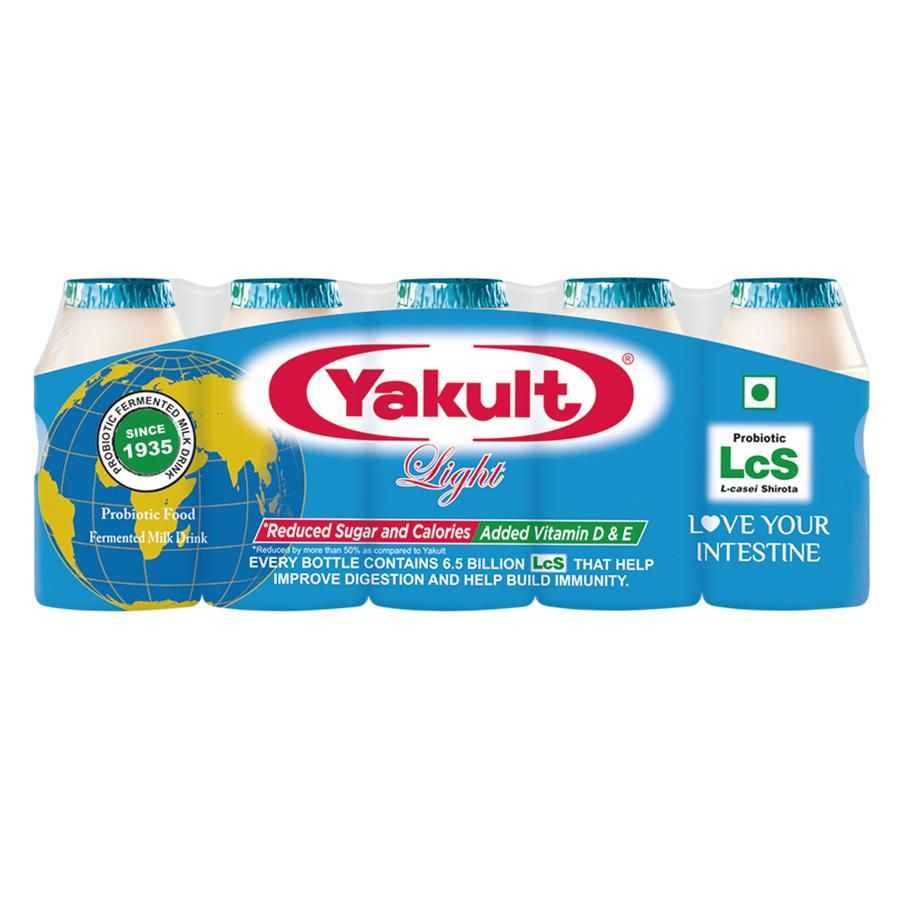 PROBIOTIC FERMENTED MILK DRINK
SINCE
1935
Probiotic Food
Fermented Milk Drink
Yakult®
Light
*Reduced Sugar and Calories Added Vitamin D & E
*Reduced by more than 50% as compared to Yakult
EVERY BOTTLE CONTAINS 6.5 BILLION LcS THAT HELP
IMPROVE DIGESTION AND HELP BUILD IMMUNITY.
Probiotic
LcS
L-casei Shirota
LOVE YOUR
INTESTINE